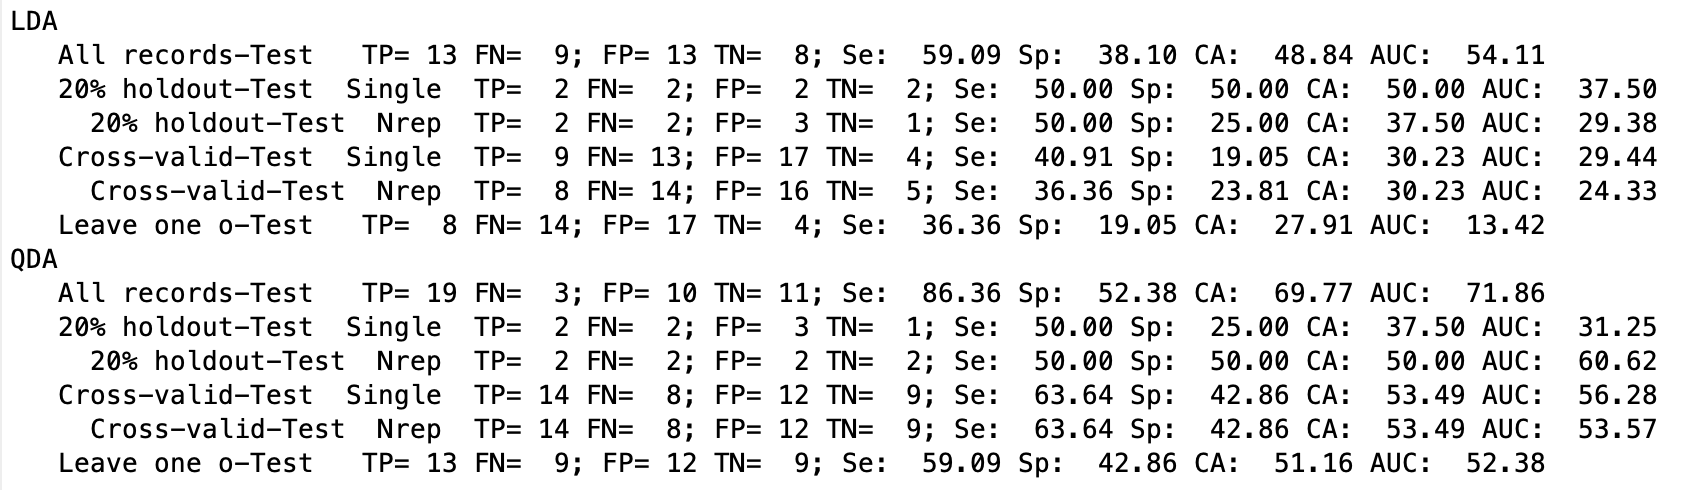 LDA
   All records-Test   TP= 13 FN=  9; FP= 13 TN=  8; Se:  59.09 Sp:  38.10 CA:  48.84 AUC:  54.11
   20% holdout-Test  Single  TP=  2 FN=  2; FP=  2 TN=  2; Se:  50.00 Sp:  50.00 CA:  50.00 AUC:  37.50
     20% holdout-Test  Nrep  TP=  2 FN=  2; FP=  3 TN=  1; Se:  50.00 Sp:  25.00 CA:  37.50 AUC:  29.38
   Cross-valid-Test  Single  TP=  9 FN= 13; FP= 17 TN=  4; Se:  40.91 Sp:  19.05 CA:  30.23 AUC:  29.44
     Cross-valid-Test  Nrep  TP=  8 FN= 14; FP= 16 TN=  5; Se:  36.36 Sp:  23.81 CA:  30.23 AUC:  24.33
   Leave one o-Test   TP=  8 FN= 14; FP= 17 TN=  4; Se:  36.36 Sp:  19.05 CA:  27.91 AUC:  13.42
QDA
   All records-Test   TP= 19 FN=  3; FP= 10 TN= 11; Se:  86.36 Sp:  52.38 CA:  69.77 AUC:  71.86
   20% holdout-Test  Single  TP=  2 FN=  2; FP=  3 TN=  1; Se:  50.00 Sp:  25.00 CA:  37.50 AUC:  31.25
     20% holdout-Test  Nrep  TP=  2 FN=  2; FP=  2 TN=  2; Se:  50.00 Sp:  50.00 CA:  50.00 AUC:  60.62
   Cross-valid-Test  Single  TP= 14 FN=  8; FP= 12 TN=  9; Se:  63.64 Sp:  42.86 CA:  53.49 AUC:  56.28
     Cross-valid-Test  Nrep  TP= 14 FN=  8; FP= 12 TN=  9; Se:  63.64 Sp:  42.86 CA:  53.49 AUC:  53.57
   Leave one o-Test   TP= 13 FN=  9; FP= 12 TN=  9; Se:  59.09 Sp:  42.86 CA:  51.16 AUC:  52.38